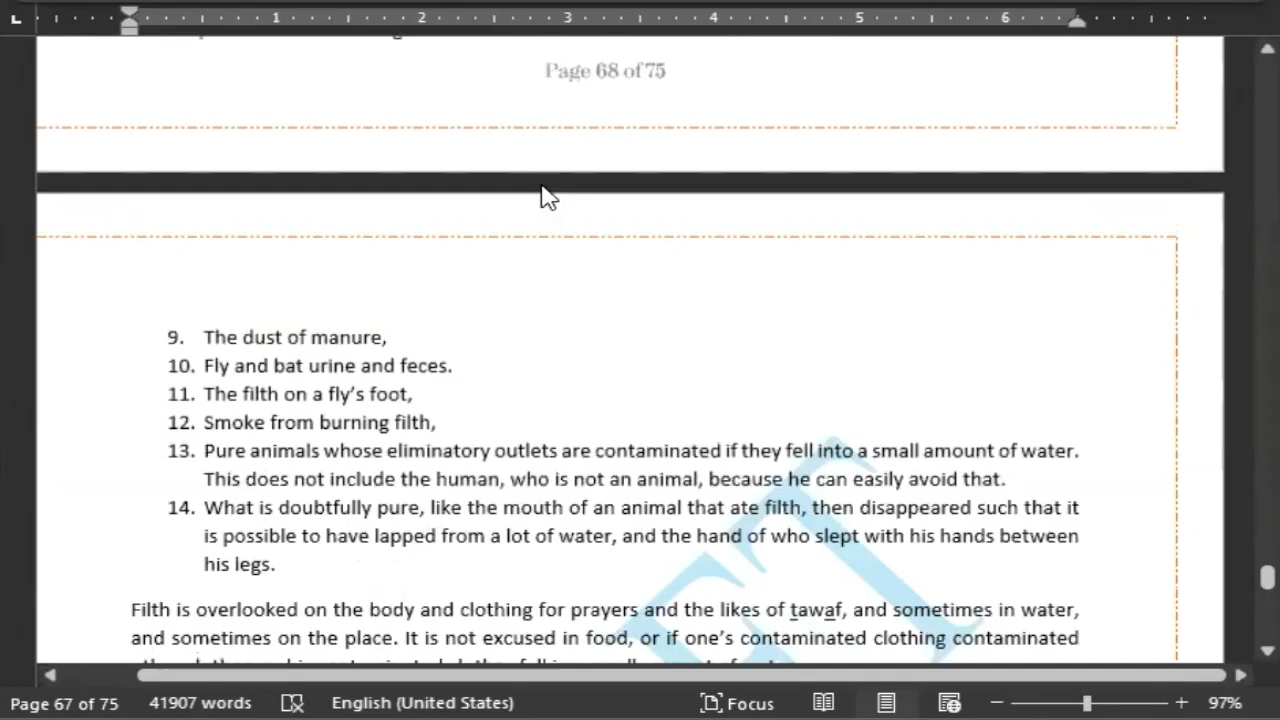 1 2 3 4 5 6
Page 68 of 75
9. The dust of manure,
10. Fly and bat urine and feces.
11. The filth on a fly's foot,
12. Smoke from burning filth,
13. Pure animals whose eliminatory outlets are contaminated if they fell into a small amount of water.
This does not include the human, who is not an animal, because he can easily avoid that.
14. What is doubtfully pure, like the mouth of an animal that ate filth, then disappeared such that it
is possible to have lapped from a lot of water, and the hand of who slept with his hands between
his legs.
Filth is overlooked on the body and clothing for prayers and the likes of tawaf, and sometimes in water,
and sometimes on the place. It is not excused in food, or if one's contaminated clothing contaminated
Page 67 of 75 41907 words English (United States) Focus 97%